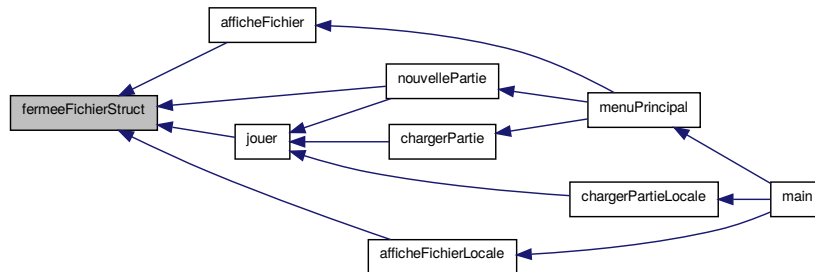 afficheFichier
nouvellePartie
fermeeFichierStruct
menuPrincipal
jouer
chargerPartie
chargerPartieLocale
main
afficheFichierLocale